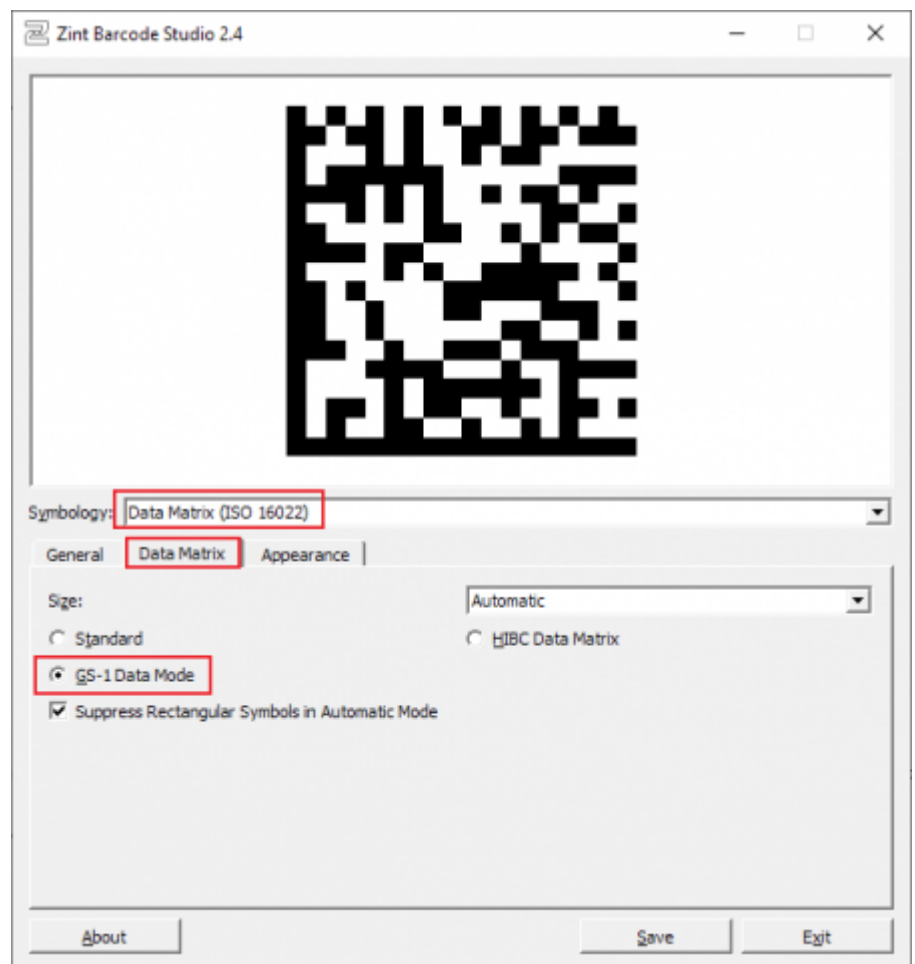 Zint Barcode Studio 2.4
Symbology: Data Matrix (ISO 16022)
General Data Matrix Appearance
Size: Automatic
Standard HIBC Data Matrix
GS-1 Data Mode
Suppress Rectangular Symbols in Automatic Mode
About Save Exit